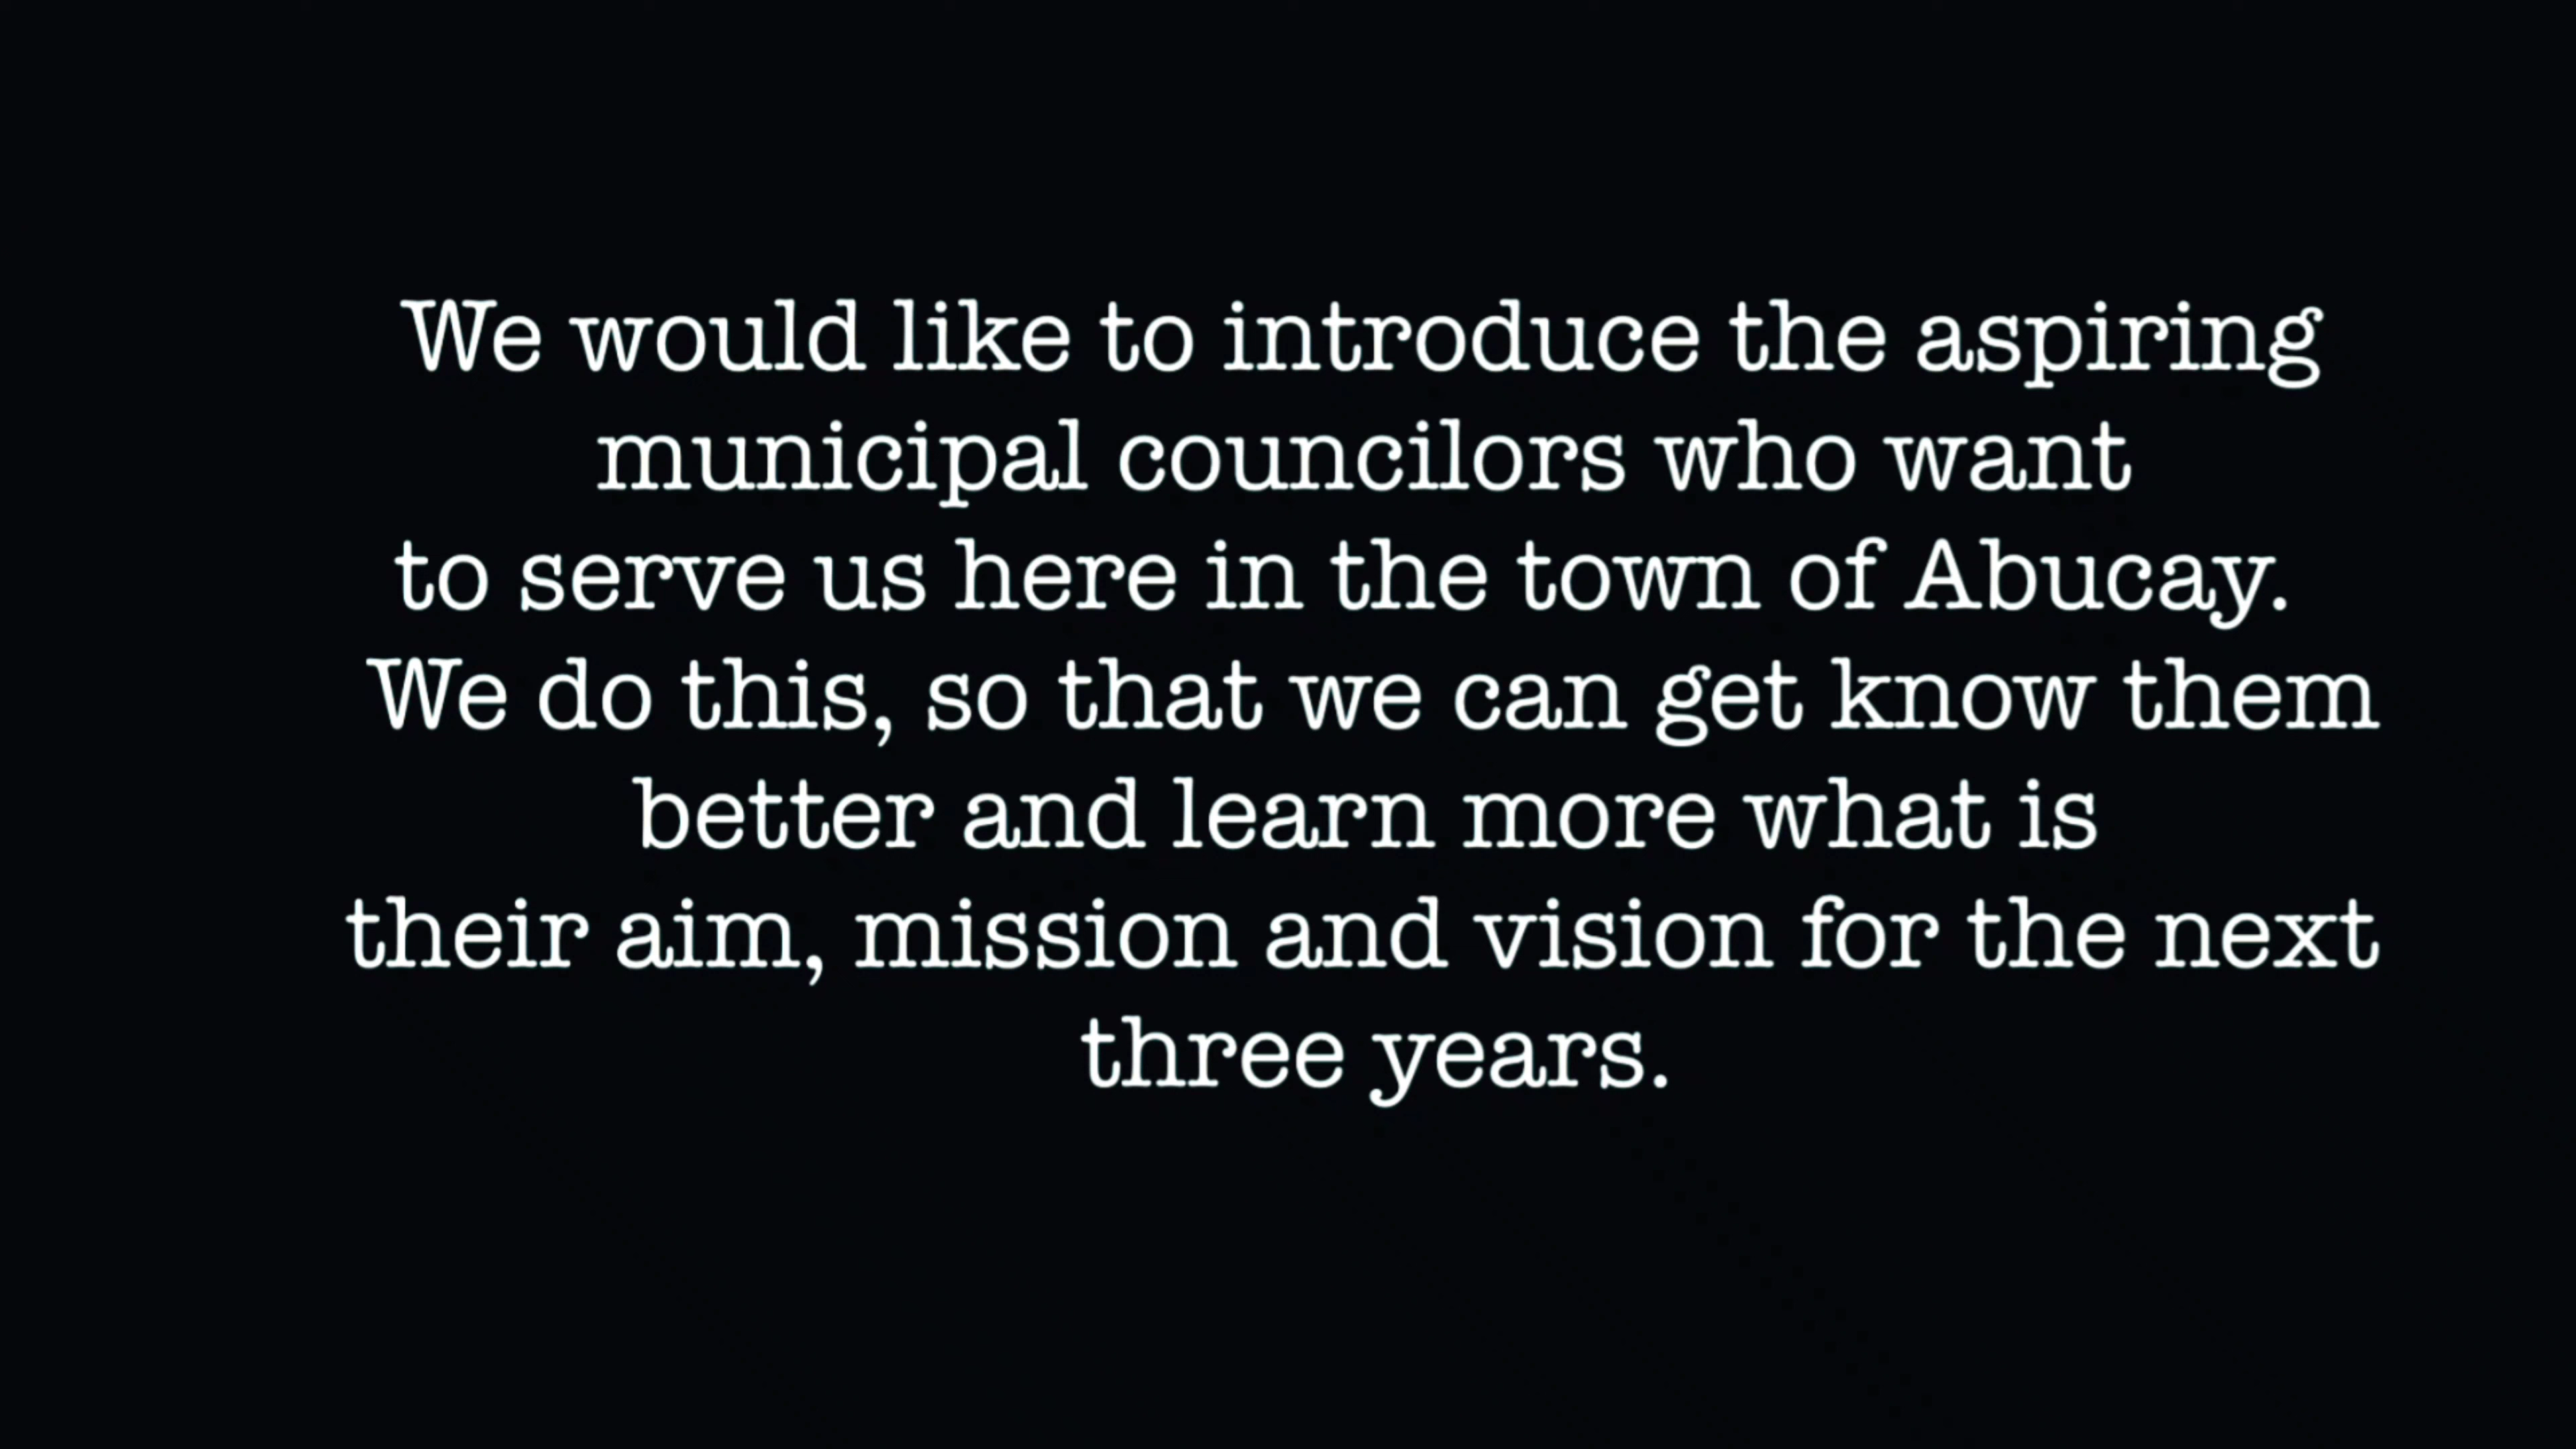 We would like to introduce the aspiring
municipal councilors who want
to serve us here in the town of Abucay.
We do this, so that we can get know them
better and learn more what is
their aim, mission and vision for the next
three years.